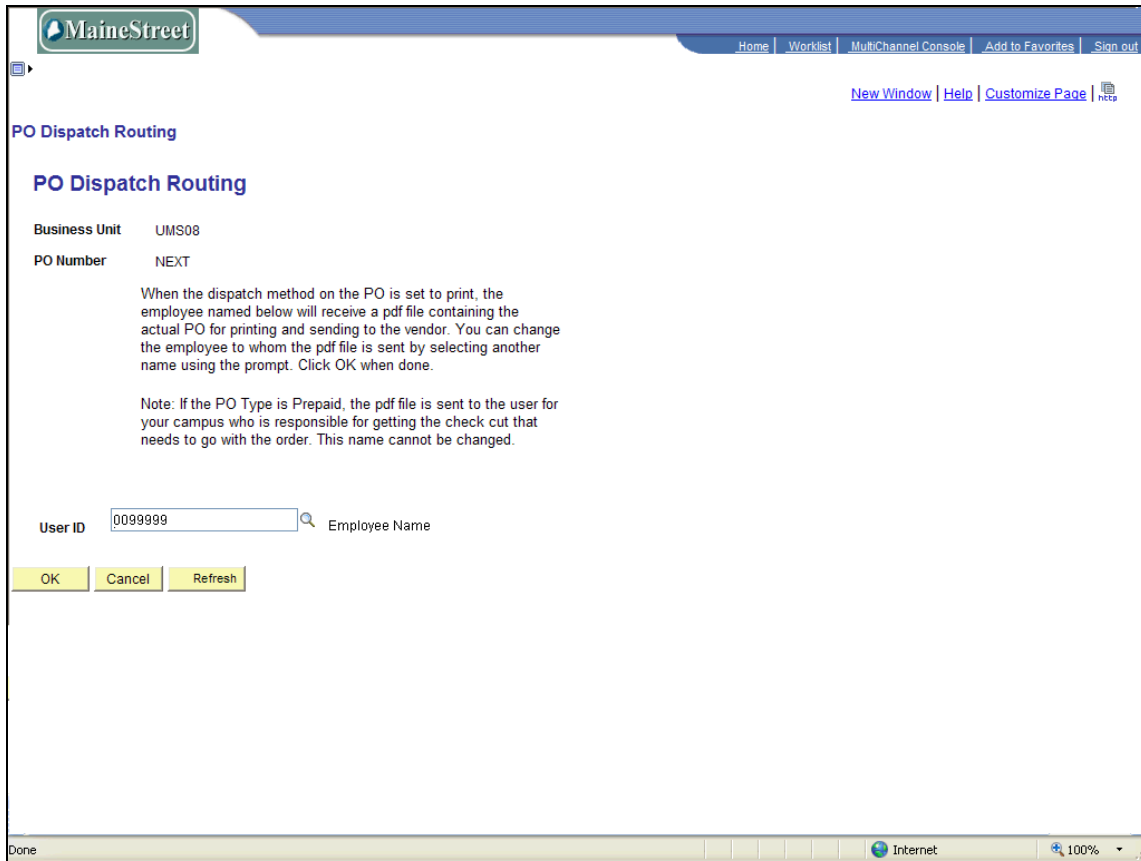 MaineStreet
Home | Worklist | MultiChannel Console | Add to Favorites | Sign out
New Window | Help | Customize Page | http
PO Dispatch Routing
PO Dispatch Routing
Business Unit UMS08
PO Number NEXT
When the dispatch method on the PO is set to print, the
employee named below will receive a pdf file containing the
actual PO for printing and sending to the vendor. You can change
the employee to whom the pdf file is sent by selecting another
name using the prompt. Click OK when done.
Note: If the PO Type is Prepaid, the pdf file is sent to the user for
your campus who is responsible for getting the check cut that
needs to go with the order. This name cannot be changed.
User ID 0099999 Employee Name
OK Cancel Refresh
Done Internet 100%